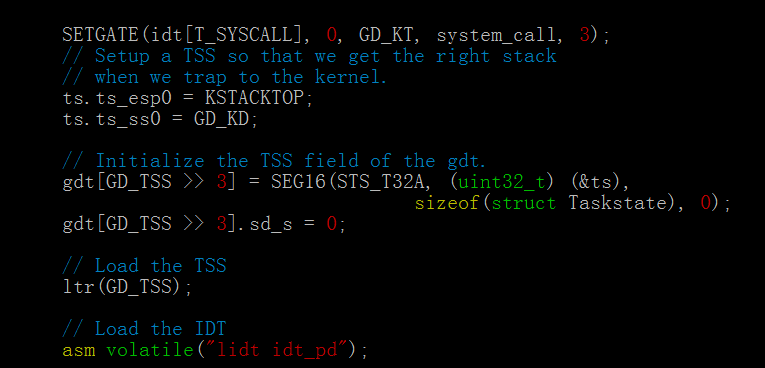 SETGATE(idt[T_SYSCALL], 0, GD_KT, system_call, 3);
// Setup a TSS so that we get the right stack
// when we trap to the kernel.
ts.ts_esp0 = KSTACKTOP;
ts.ts_ss0 = GD_KD;

// Initialize the TSS field of the gdt.
gdt[GD_TSS >> 3] = SEG16(STS_T32A, (uint32_t) (&ts),
                                sizeof(struct Taskstate), 0);
gdt[GD_TSS >> 3].sd_s = 0;

// Load the TSS
ltr(GD_TSS);

// Load the IDT
asm volatile("lidt idt_pd");